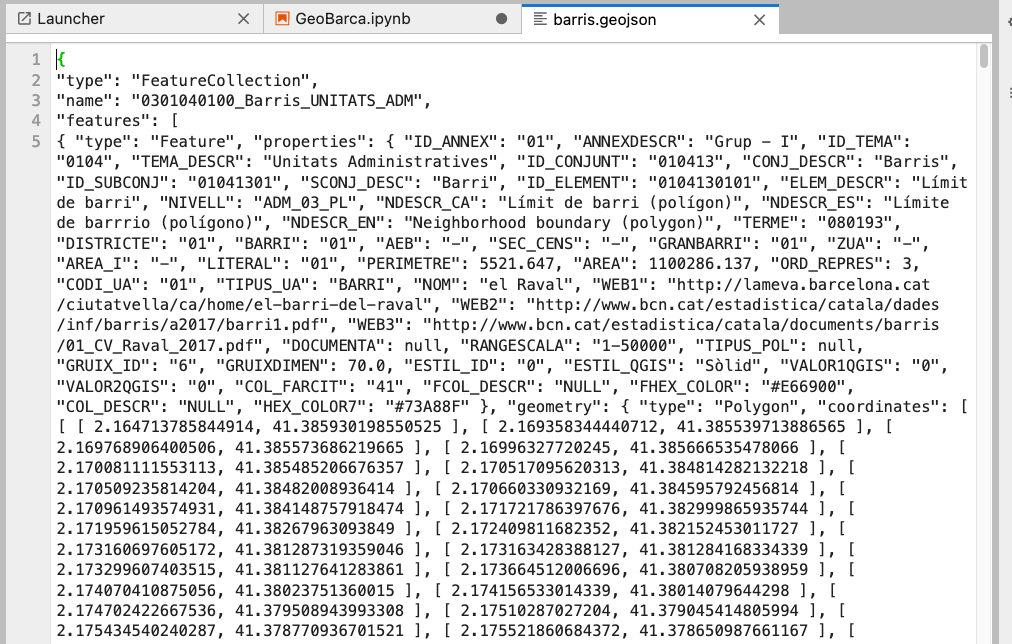 Launcher
GeoBarca.ipynb
barris.geojson
1 {
2 "type": "FeatureCollection",
3 "name": "0301040100_Barris_UNITATS_ADM",
4 "features": [
5 { "type": "Feature", "properties": { "ID_ANNEX": "01", "ANNEXDESCR": "Grup - I", "ID_TEMA":
"0104", "TEMA_DESCR": "Unitats Administratives", "ID_CONJUNT": "010413", "CONJ_DESCR": "Barris",
"ID_SUBCONJ": "01041301", "SCONJ_DESC": "Barri", "ID_ELEMENT": "0104130101", "ELEM_DESCR": "Límit
de barri", "NIVELL": "ADM_03_PL", "NDESCR_CA": "Límit de barri (polígon)", "NDESCR_ES": "Límite
de barrrio (polígono)", "NDESCR_EN": "Neighborhood boundary (polygon)", "TERME": "080193",
"DISTRICTE": "01", "BARRI": "01", "AEB": "-", "SEC_CENS": "-", "GRANBARRI": "01", "ZUA": "-",
"AREA_I": "-", "LITERAL": "01", "PERIMETRE": 5521.647, "AREA": 1100286.137, "ORD_REPRES": 3,
"CODI_UA": "01", "TIPUS_UA": "BARRI", "NOM": "el Raval", "WEB1": "http://lameva.barcelona.cat
/ciutatvella/ca/home/el-barri-del-raval", "WEB2": "http://www.bcn.cat/estadistica/catala/dades
/inf/barris/a2017/barri1.pdf", "WEB3": "http://www.bcn.cat/estadistica/catala/documents/barris
/01_CV_Raval_2017.pdf", "DOCUMENTA": null, "RANGESCALA": "1-50000", "TIPUS_POL": null,
"GRUIX_ID": "6", "GRUIXDIMEN": 70.0, "ESTIL_ID": "0", "ESTIL_QGIS": "Sòlid", "VALOR1QGIS": "0",
"VALOR2QGIS": "0", "COL_FARCIT": "41", "FCOL_DESCR": "NULL", "FHEX_COLOR": "#E66900",
"COL_DESCR": "NULL", "HEX_COLOR7": "#73A88F" }, "geometry": { "type": "Polygon", "coordinates": [
[ [ 2.164713785844914, 41.385930198550525 ], [ 2.169358344440712, 41.385539713886565 ], [
2.169768906400506, 41.385573686219665 ], [ 2.16996327720245, 41.385666535478066 ], [
2.170081111553113, 41.385485206676357 ], [ 2.170517095620313, 41.384814282132218 ], [
2.170509235814204, 41.38482008936414 ], [ 2.170660330932169, 41.384595792456814 ], [
2.170961493574931, 41.384148757918474 ], [ 2.171721786397676, 41.382999865935744 ], [
2.171959615052784, 41.38267963093849 ], [ 2.172409811682352, 41.382152453011727 ], [
2.173160697605172, 41.381287319359046 ], [ 2.173163428388127, 41.381284168334339 ], [
2.173299607403515, 41.381127641283861 ], [ 2.173664512006696, 41.380708205938959 ], [
2.174070410875056, 41.38023751360015 ], [ 2.174156533014339, 41.38014079644298 ], [
2.174702422667536, 41.379508943993308 ], [ 2.17510287027204, 41.379045414805994 ], [
2.175434540240287, 41.378770936701521 ], [ 2.175521860684372, 41.378650987661167 ], [